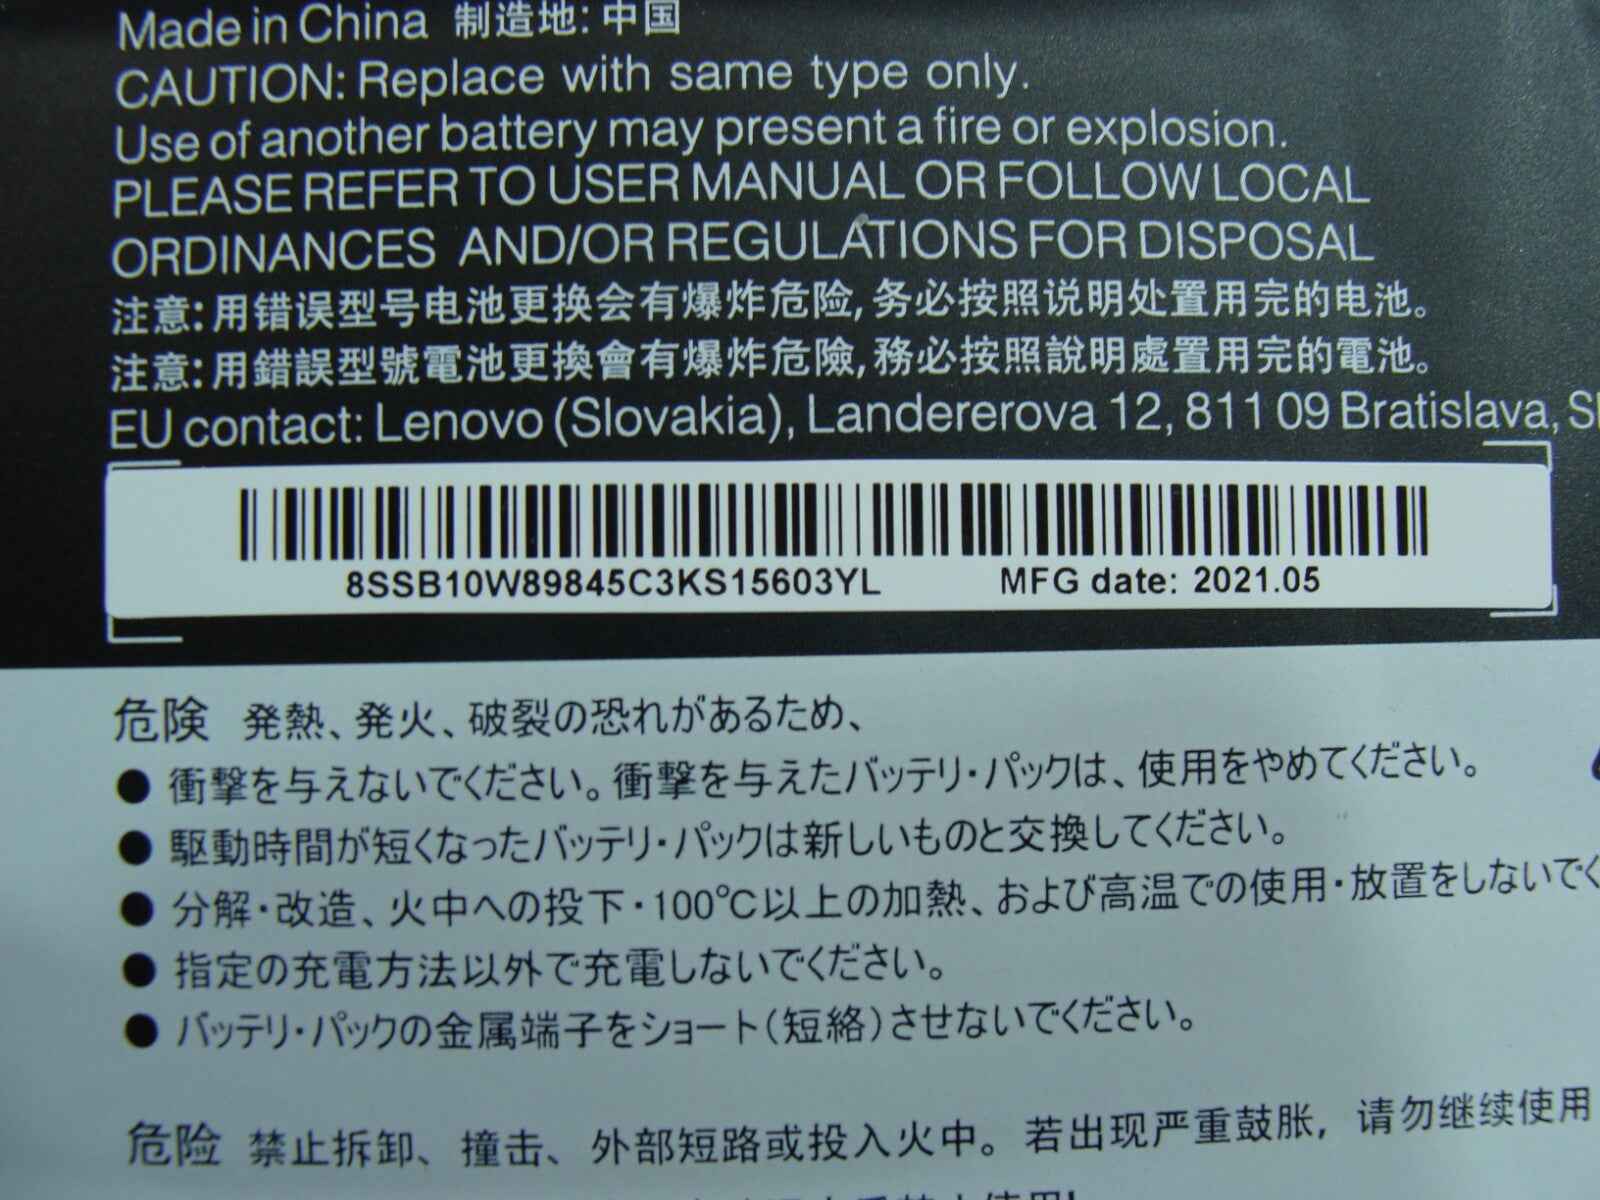 Made in China 制造地: 中国
CAUTION: Replace with same type only.
Use of another battery may present a fire or explosion.
PLEASE REFER TO USER MANUAL OR FOLLOW LOCAL
ORDINANCES AND/OR REGULATIONS FOR DISPOSAL
注意: 用错误型号电池更换会有爆炸危险, 务必按照说明处置用完的电池。
注意: 用錯誤型號電池更換會有爆炸危險, 務必按照說明處置用完的電池。
EU contact: Lenovo (Slovakia), Landererova 12, 811 09 Bratislava,
8SSB10W89845C3KS15603YL MFG date: 2021.05
危険 発熱、発火、破裂の恐れがあるため、
● 衝撃を与えないでください。衝撃を与えたバッテリ・パックは、使用をやめてください。
● 駆動時間が短くなったバッテリ・パックは新しいものと交換してください。
● 分解・改造、火中への投下・100℃以上の加熱、および高温での使用・放置をしないでく
● 指定の充電方法以外で充電しないでください。
● バッテリ・パックの金属端子をショート(短絡)させないでください。
危险 禁止拆卸、撞击、外部短路或投入火中。若出现严重鼓胀, 请勿继续使用